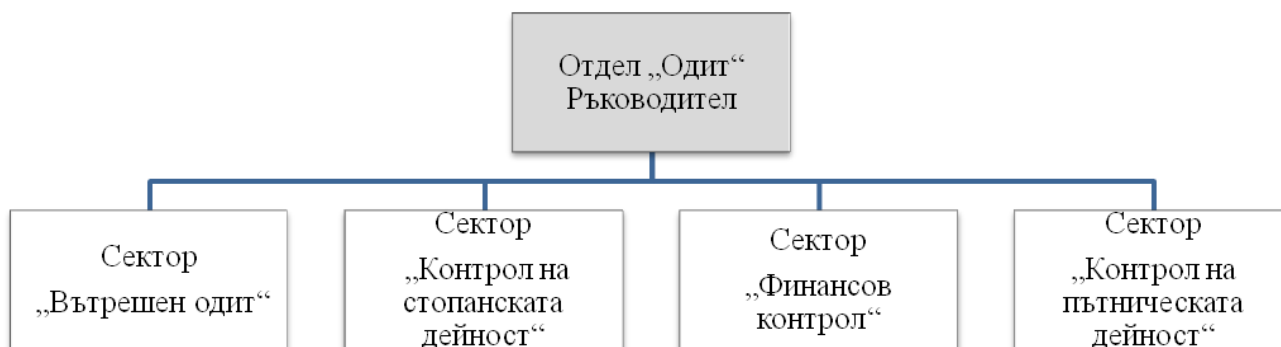 Отдел „Одит“
Ръководител
Сектор
„Вътрешен одит“
Сектор
„Контрол на
стопанската
дейност“
Сектор
„Финансов
контрол“
Сектор
„Контрол на
пътническата
дейност“